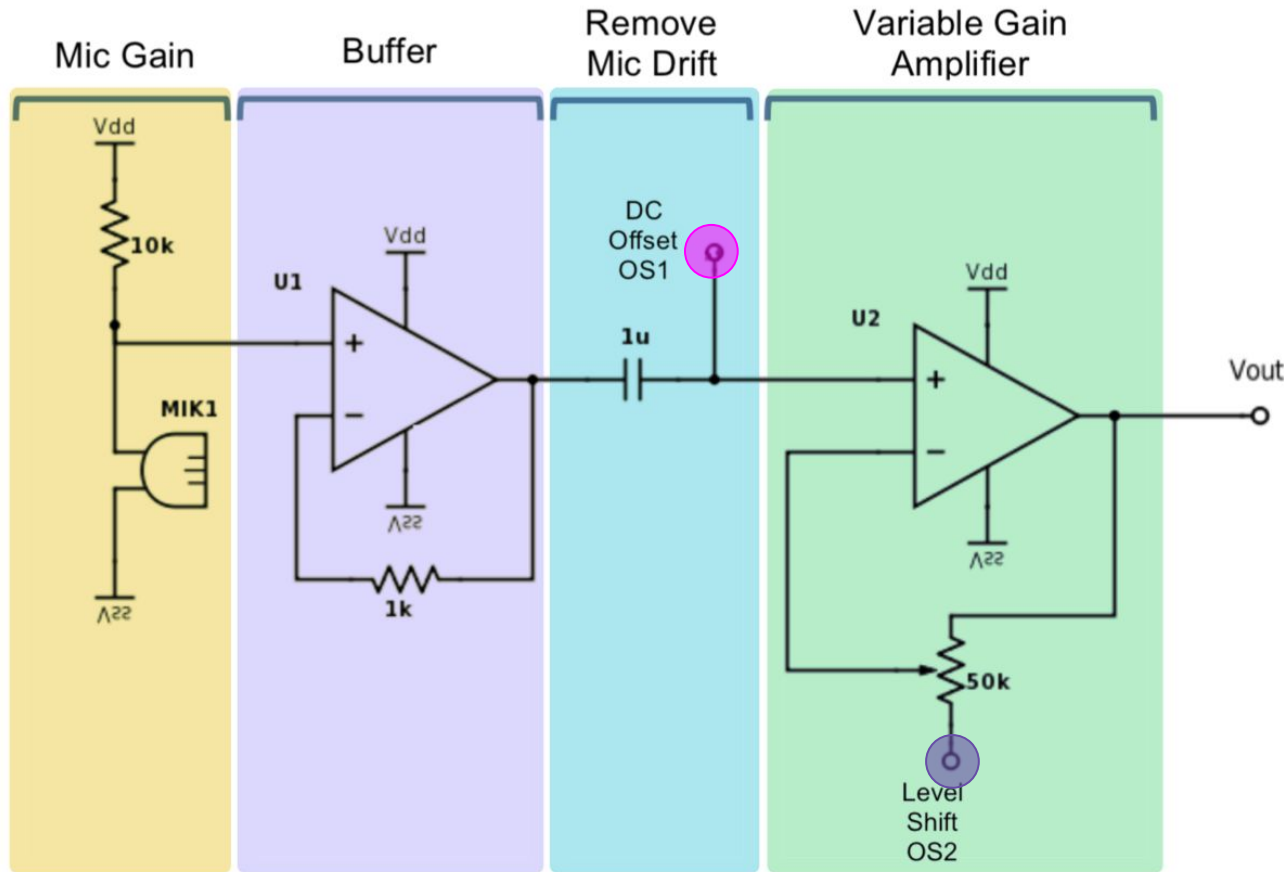 Mic Gain
Buffer
Remove
Mic Drift
Variable Gain
Amplifier
Vdd
10k
MIK1
Vss
Vdd
U1
+
−
Vss
1k
DC
Offset
OS1
1u
Vdd
U2
+
−
Vss
50k
Level
Shift
OS2
Vout